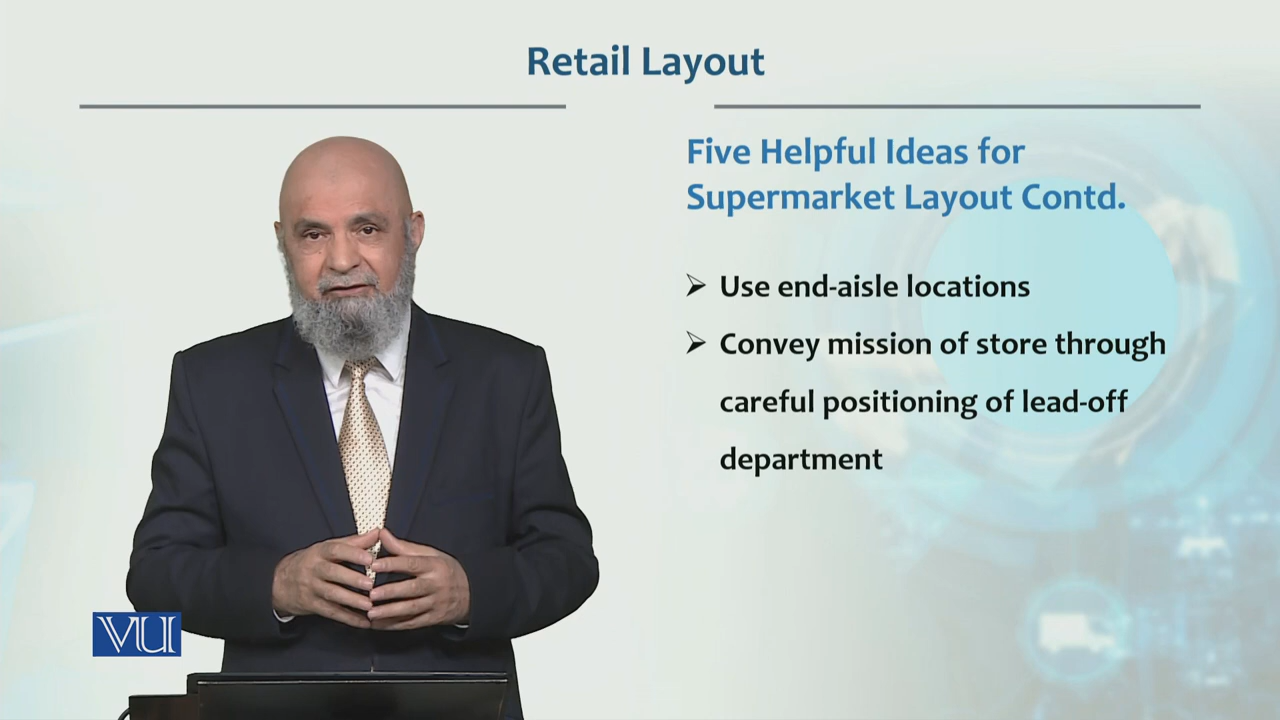 Retail Layout
Five Helpful Ideas for
Supermarket Layout Contd.
➢ Use end-aisle locations
➢ Convey mission of store through
careful positioning of lead-off
department
VU